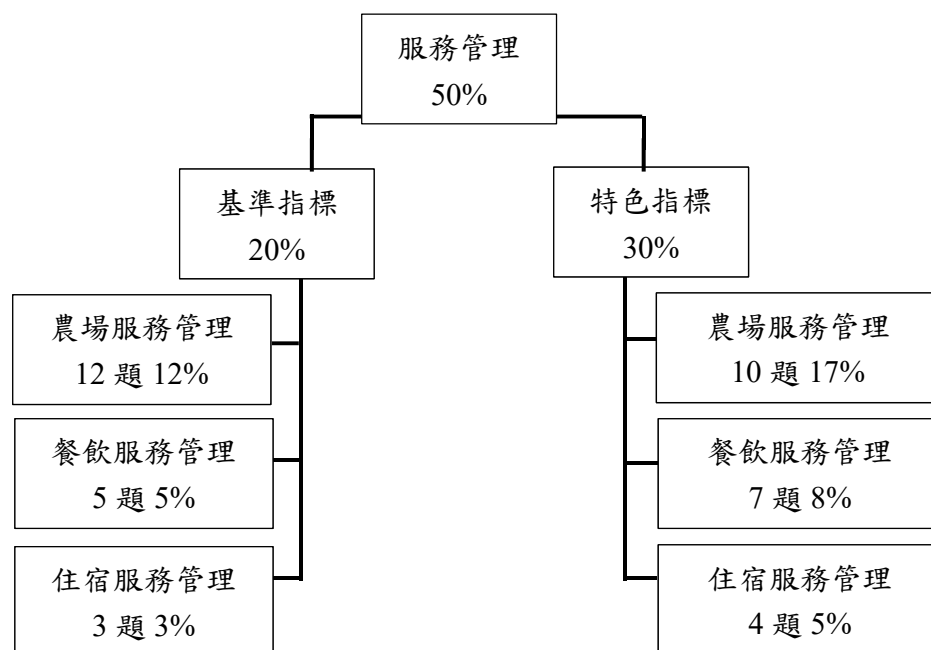 服務管理
50%
基準指標
20%
特色指標
30%
農場服務管理
12 題 12%
農場服務管理
10 題 17%
餐飲服務管理
5 題 5%
餐飲服務管理
7 題 8%
住宿服務管理
3 題 3%
住宿服務管理
4 題 5%